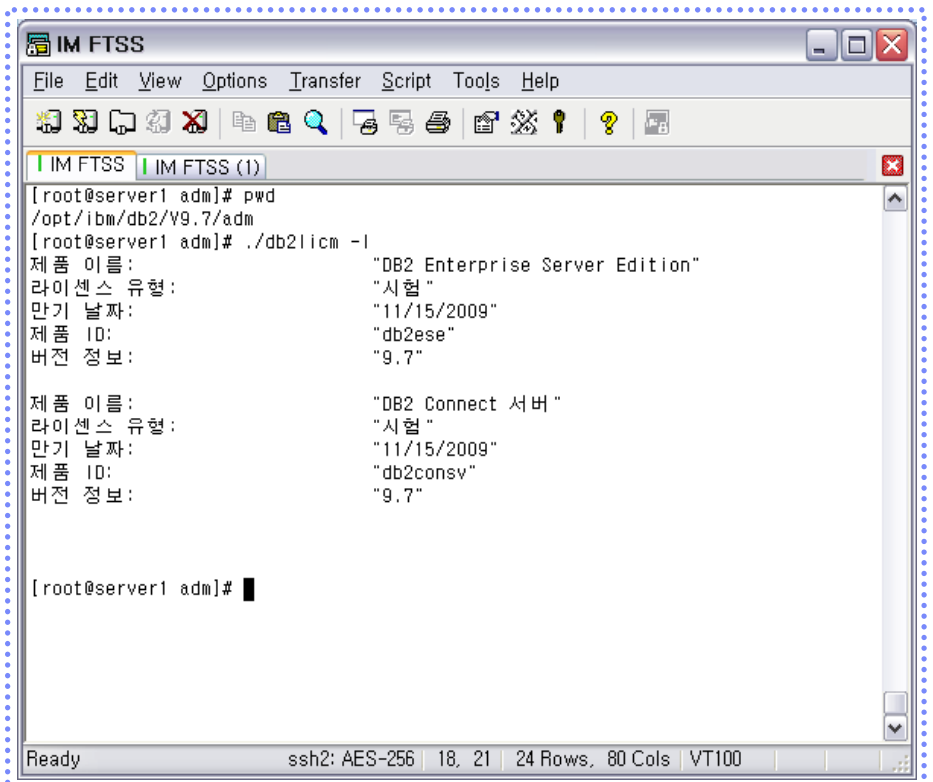 IM FTSS
File Edit View Options Transfer Script Tools Help
IM FTSS IM FTSS (1)
[root@server1 adm]# pwd
/opt/ibm/db2/V9.7/adm
[root@server1 adm]# ./db2licm -l
제품 이름: "DB2 Enterprise Server Edition"
라이센스 유형: "시험"
만기 날짜: "11/15/2009"
제품 ID: "db2ese"
버전 정보: "9.7"
제품 이름: "DB2 Connect 서버"
라이센스 유형: "시험"
만기 날짜: "11/15/2009"
제품 ID: "db2consv"
버전 정보: "9.7"
[root@server1 adm]#
Ready ssh2: AES-256 18, 21 24 Rows, 80 Cols VT100